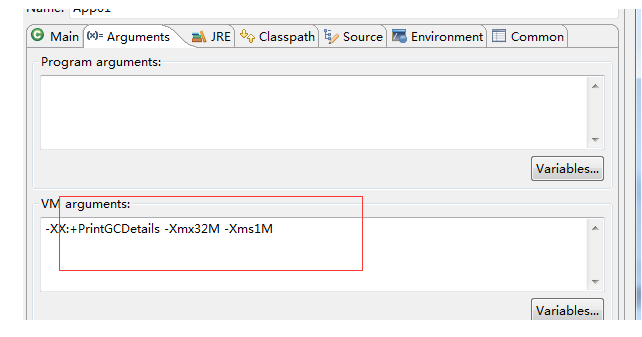 Name: App01
Main (x)= Arguments JRE Classpath Source Environment Common
Program arguments:
Variables...
VM arguments:
-XX:+PrintGCDetails -Xmx32M -Xms1M
Variables...